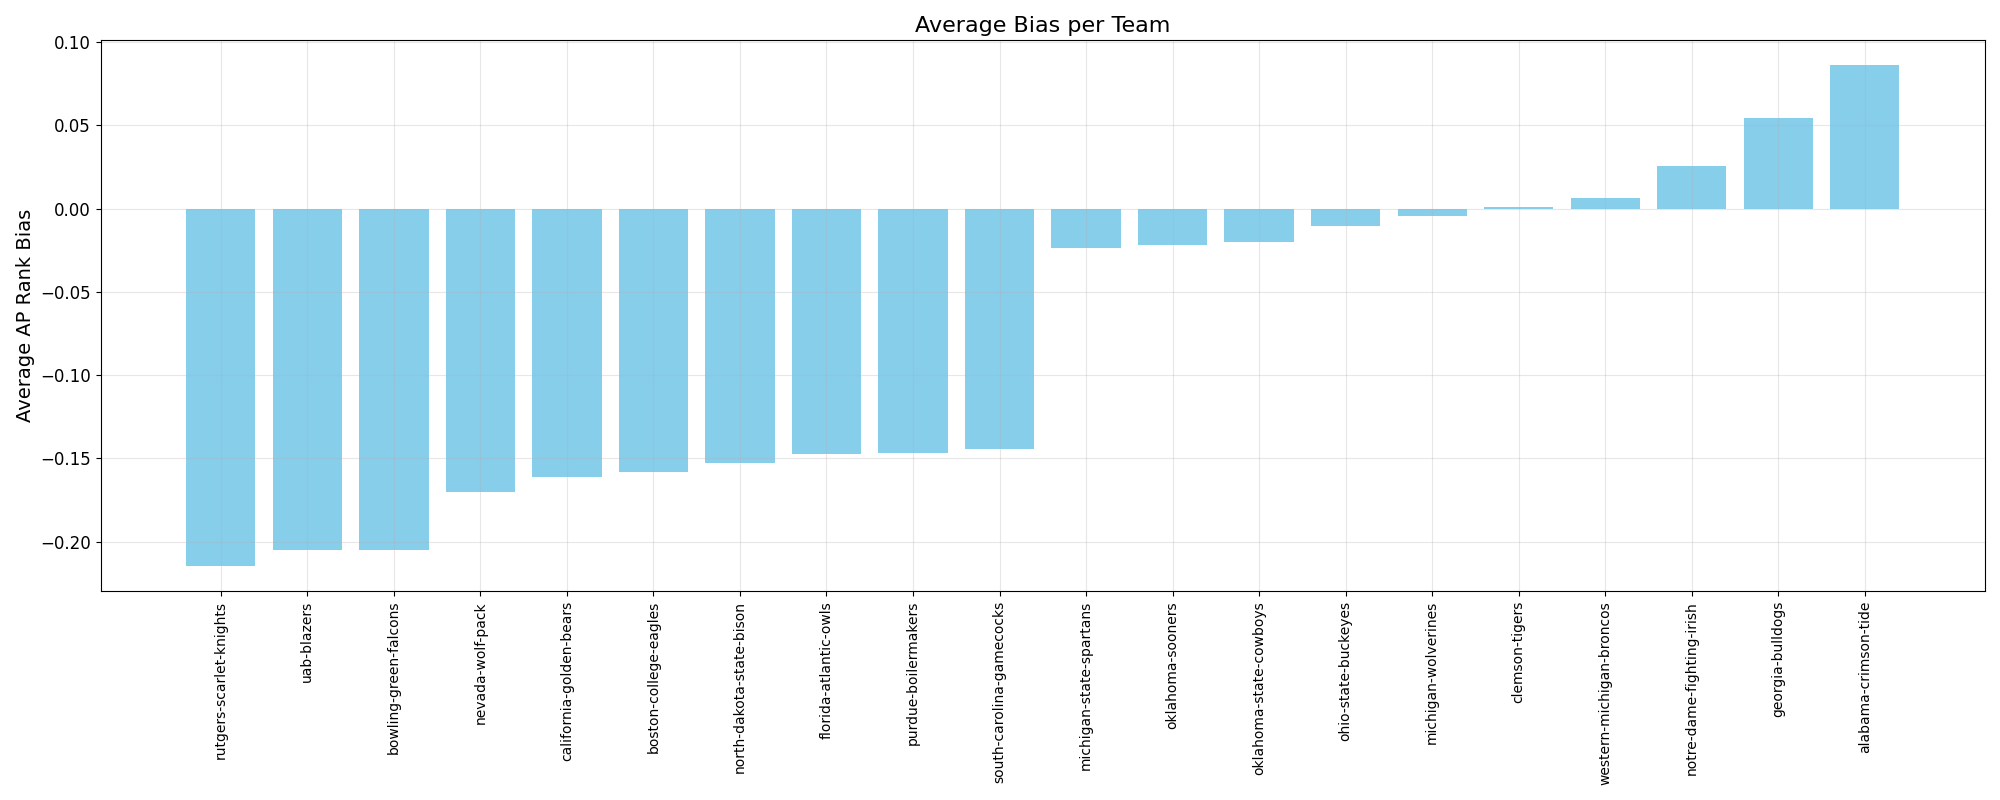 Average Bias per Team
Average AP Rank Bias
0.10
0.05
0.00
−0.05
−0.10
−0.15
−0.20
rutgers-scarlet-knights
uab-blazers
bowling-green-falcons
nevada-wolf-pack
california-golden-bears
boston-college-eagles
north-dakota-state-bison
florida-atlantic-owls
purdue-boilermakers
south-carolina-gamecocks
michigan-state-spartans
oklahoma-sooners
oklahoma-state-cowboys
ohio-state-buckeyes
michigan-wolverines
clemson-tigers
western-michigan-broncos
notre-dame-fighting-irish
georgia-bulldogs
alabama-crimson-tide